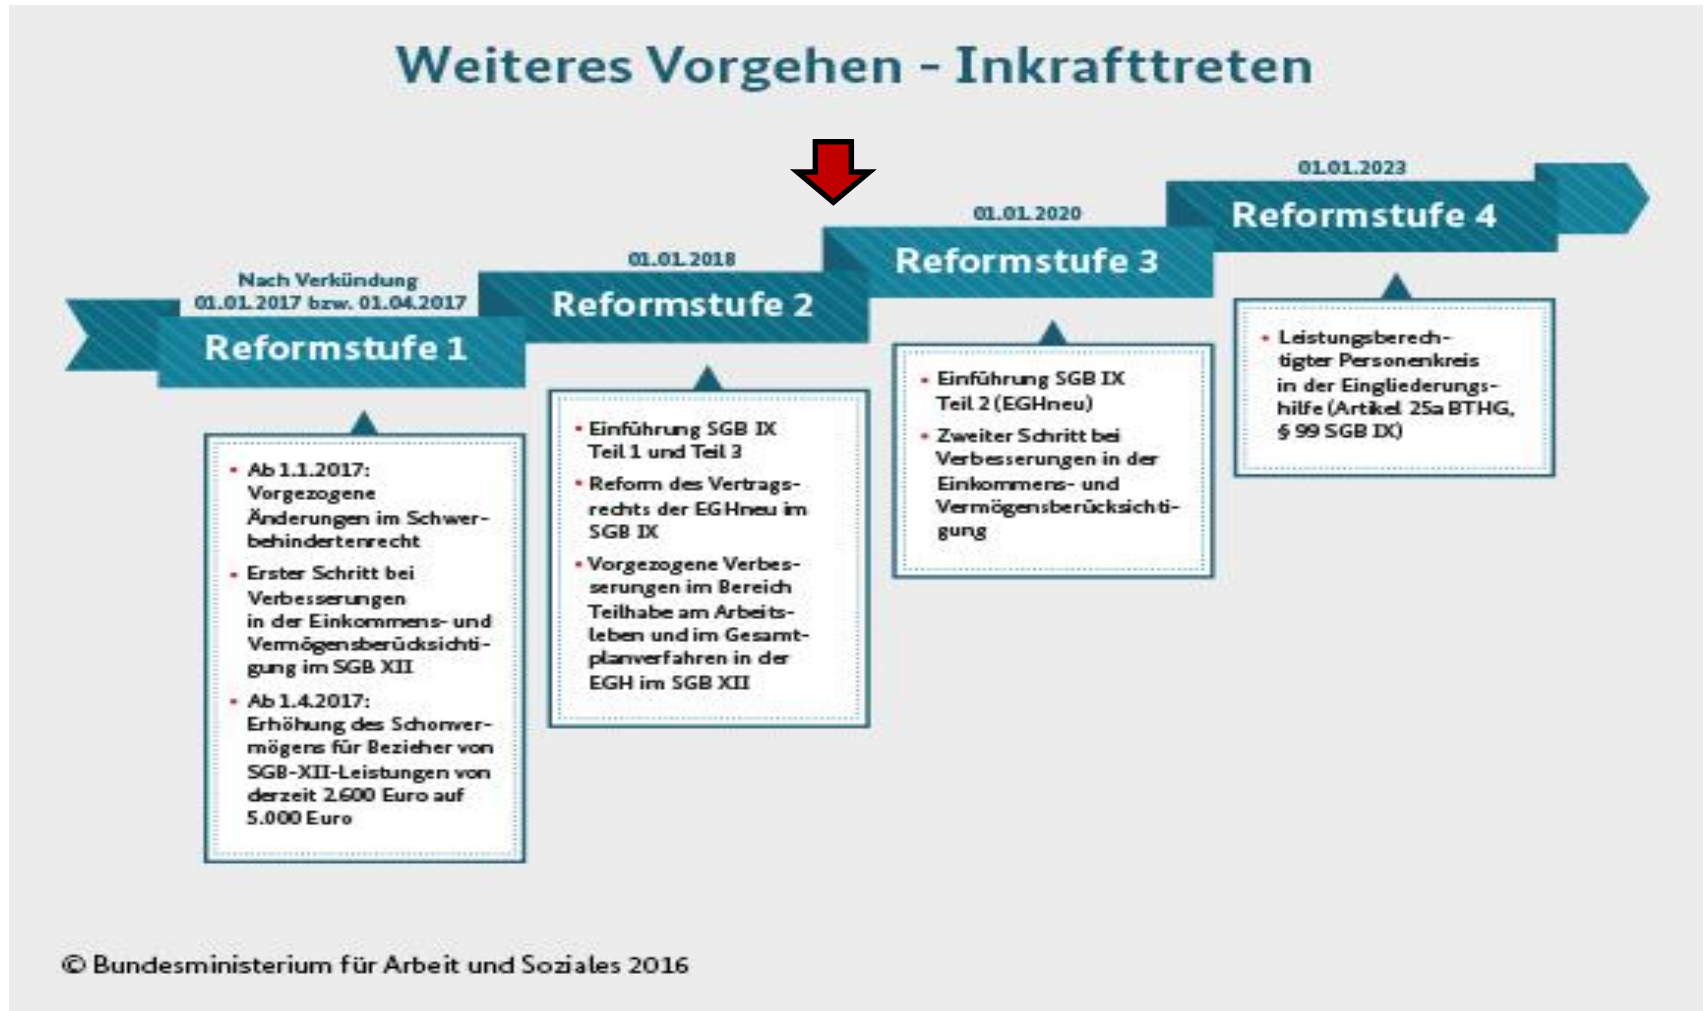 Weiteres Vorgehen - Inkrafttreten
Nach Verkündung
01.01.2017 bzw. 01.04.2017
Reformstufe 1
• Ab 1.1.2017:
Vorgezogene
Änderungen im Schwer-
behindertenrecht
• Erster Schritt bei
Verbesserungen
in der Einkommens- und
Vermögensberücksichti-
gung im SGB XII
• Ab 1.4.2017:
Erhöhung des Schonver-
mögens für Bezieher von
SGB-XII-Leistungen von
derzeit 2.600 Euro auf
5.000 Euro
01.01.2018
Reformstufe 2
• Einführung SGB IX
Teil 1 und Teil 3
• Reform des Vertrags-
rechts der EGHneu im
SGB IX
• Vorgezogene Verbes-
serungen im Bereich
Teilhabe am Arbeits-
leben und im Gesamt-
planverfahren in der
EGH im SGB XII
01.01.2020
Reformstufe 3
• Einführung SGB IX
Teil 2 (EGHneu)
• Zweiter Schritt bei
Verbesserungen in der
Einkommens- und
Vermögensberücksichti-
gung
01.01.2023
Reformstufe 4
• Leistungsberech-
tigter Personenkreis
in der Eingliederungs-
hilfe (Artikel 25a BTHG,
§ 99 SGB IX)
© Bundesministerium für Arbeit und Soziales 2016